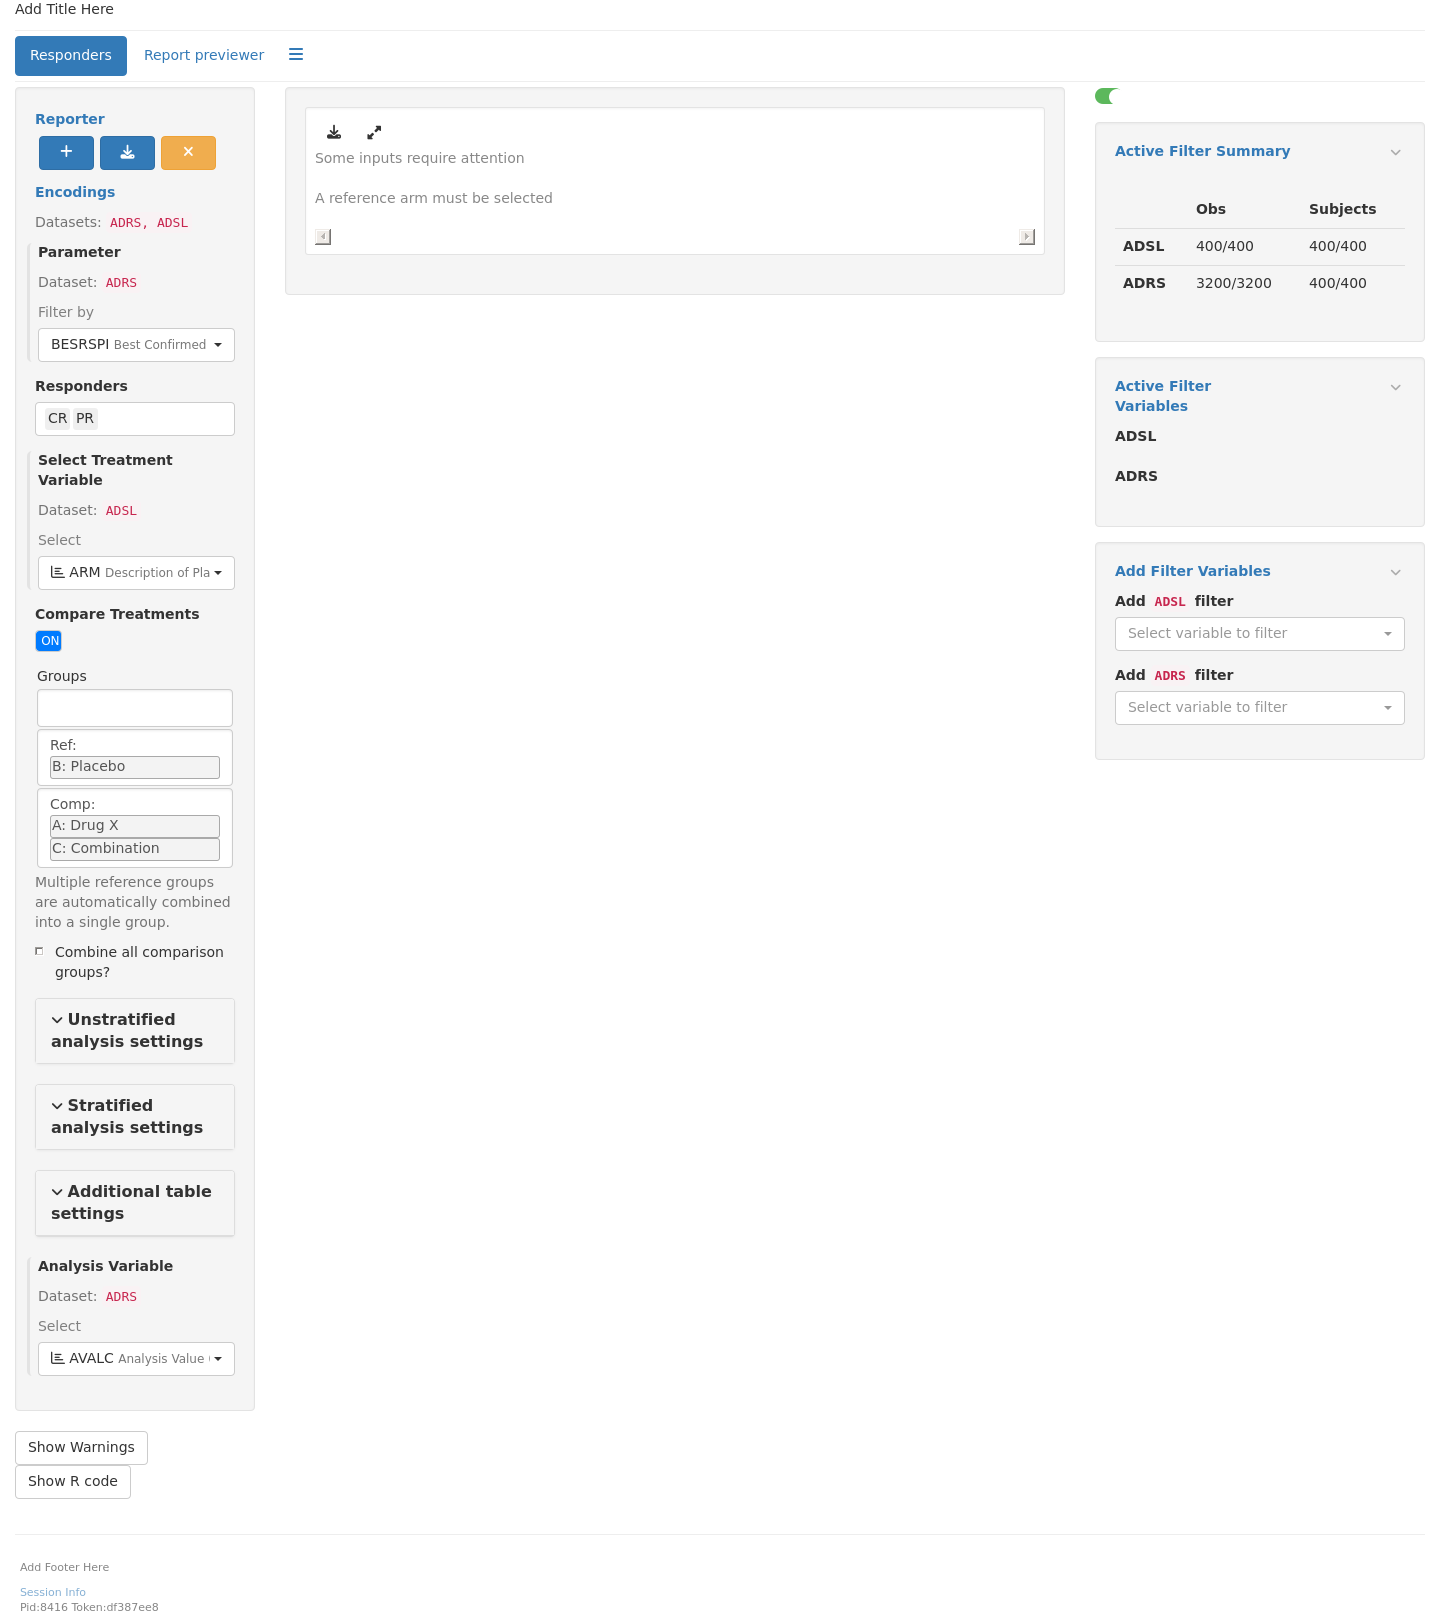 Add Title Here
Responders
Report previewer
Reporter
Encodings
Datasets: ADRS, ADSL
Parameter
Dataset: ADRS
Filter by
BESRSPI Best Confirmed
Responders
CR PR
Select Treatment
Variable
Dataset: ADSL
Select
ARM Description of Pla
Compare Treatments
ON
Groups
Ref:
B: Placebo
Comp:
A: Drug X
C: Combination
Multiple reference groups
are automatically combined
into a single group.
Combine all comparison
groups?
Unstratified
analysis settings
Stratified
analysis settings
Additional table
settings
Analysis Variable
Dataset: ADRS
Select
AVALC Analysis Value
Show Warnings
Show R code
Some inputs require attention
A reference arm must be selected
Active Filter Summary
Obs Subjects
ADSL 400/400 400/400
ADRS 3200/3200 400/400
Active Filter
Variables
ADSL
ADRS
Add Filter Variables
Add ADSL filter
Select variable to filter
Add ADRS filter
Select variable to filter
Add Footer Here
Session Info
Pid:8416 Token:df387ee8